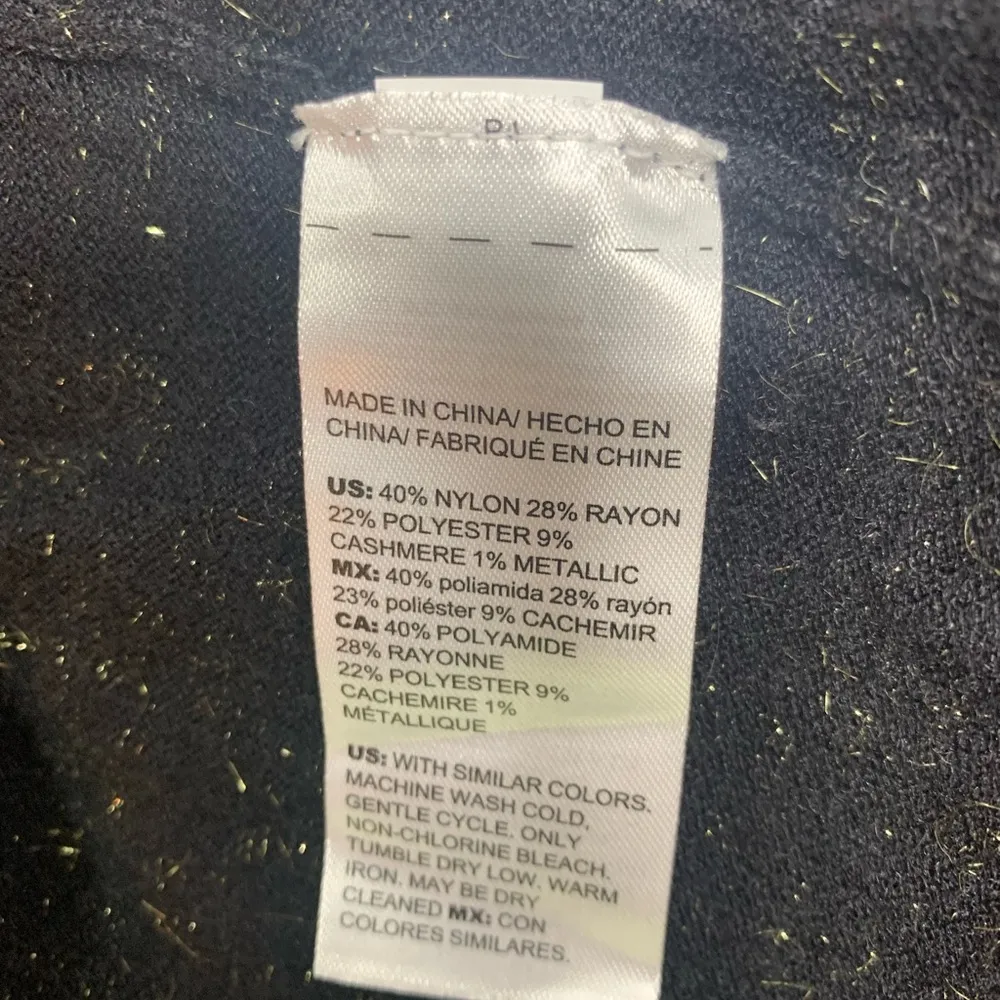 MADE IN CHINA/ HECHO EN
CHINA/ FABRIQUÉ EN CHINE
US: 40% NYLON 28% RAYON
22% POLYESTER 9%
CASHMERE 1% METALLIC
MX: 40% poliamida 28% rayón
23% poliéster 9% CACHEMIR
CA: 40% POLYAMIDE
28% RAYONNE
22% POLYESTER 9%
CACHEMIRE 1%
MÉTALLIQUE
US: WITH SIMILAR COLORS.
MACHINE WASH COLD,
GENTLE CYCLE. ONLY
NON-CHLORINE BLEACH.
TUMBLE DRY LOW. WARM
IRON. MAY BE DRY
CLEANED MX: CON
COLORES SIMILARES.